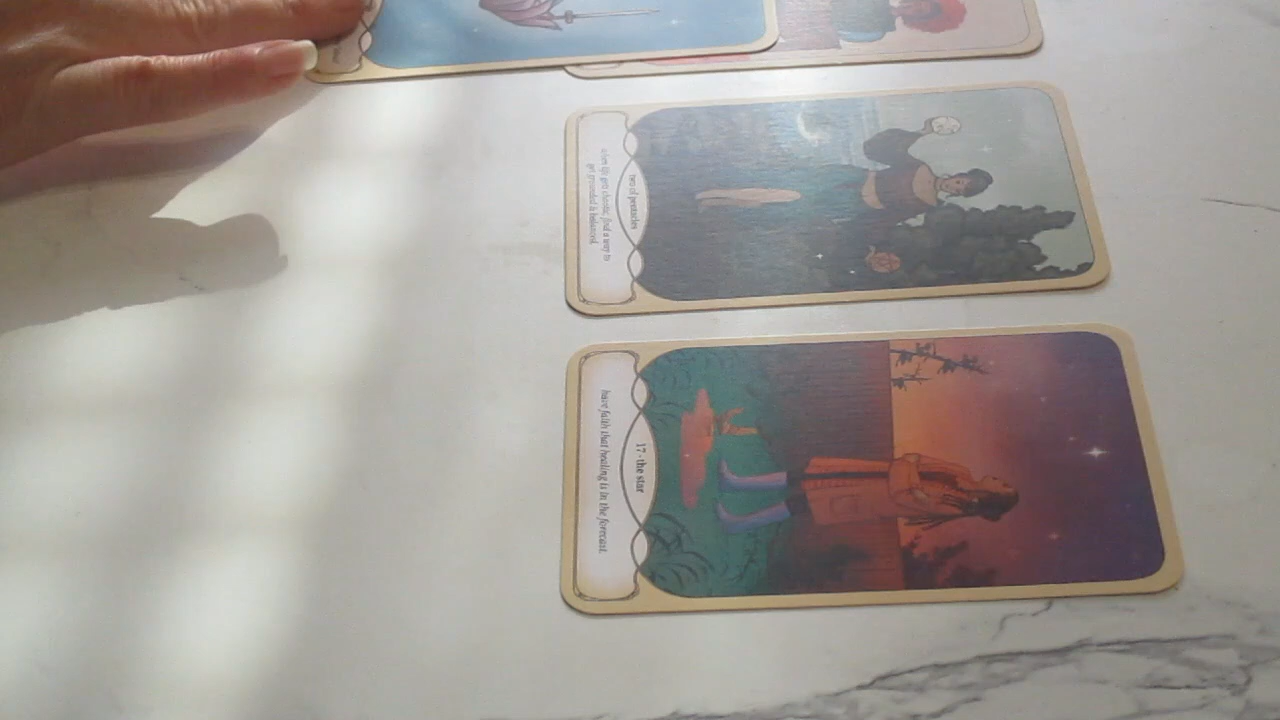 two of pentacles
when life gets chaotic, find a way to
get grounded & balanced.
17 - the star
have faith that healing is in the forecast.